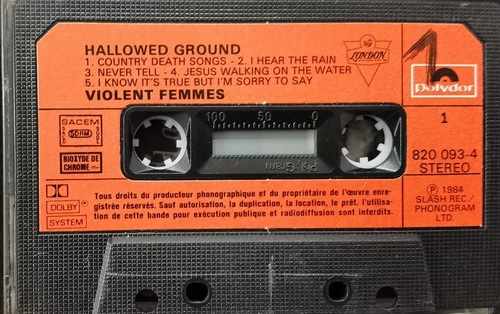 HALLOWED GROUND
1. COUNTRY DEATH SONGS - 2. I HEAR THE RAIN
3. NEVER TELL - 4. JESUS WALKING ON THE WATER
5. I KNOW IT'S TRUE BUT I'M SORRY TO SAY
VIOLENT FEMMES
LONDON
polydor
1
820 093-4
STEREO
SACEM
SDRM
BIOXYDE DE
CHROME
100 50 0
DOLBY
SYSTEM
Tous droits du producteur phonographique et du propriétaire de l'œuvre enre-
gistrée réservés. Sauf autorisation, la duplication, la location, le prêt, l'utilisa-
tion de cette bande pour exécution publique et radiodiffusion sont interdits.
℗ 1984
SLASH REC./
PHONOGRAM
LTD.